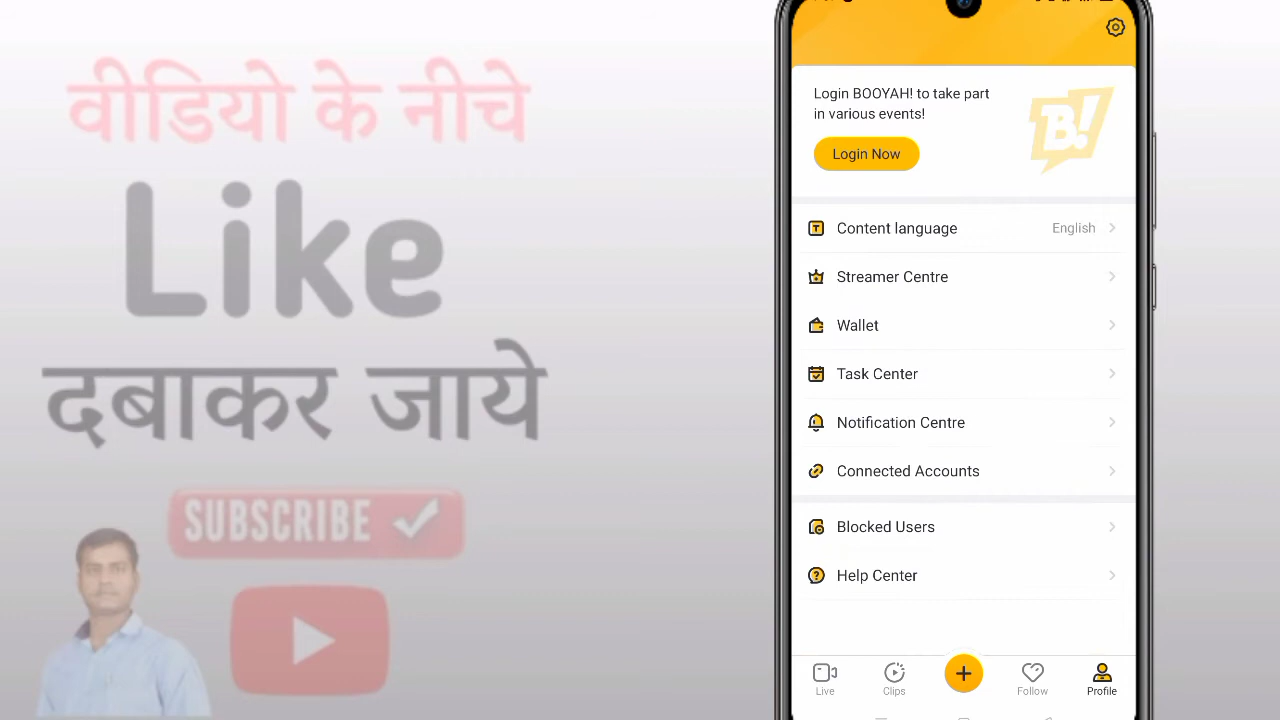 वीडियो के नीचे
Like
दबाकर जाये
SUBSCRIBE
Login BOOYAH! to take part
in various events!
B!
Login Now
Content language English
Streamer Centre
Wallet
Task Center
Notification Centre
Connected Accounts
Blocked Users
Help Center
Live Clips Follow Profile